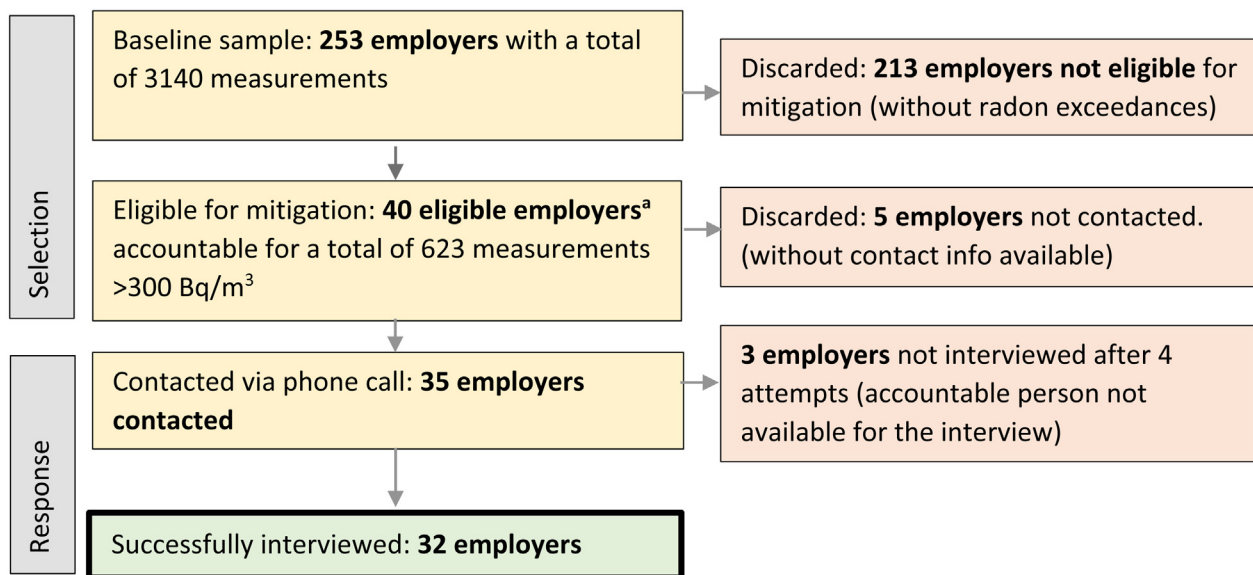 Selection
Baseline sample: 253 employers with a total
of 3140 measurements
Discarded: 213 employers not eligible for
mitigation (without radon exceedances)
Eligible for mitigation: 40 eligible employersᵃ
accountable for a total of 623 measurements
>300 Bq/m³
Discarded: 5 employers not contacted.
(without contact info available)
Response
Contacted via phone call: 35 employers
contacted
3 employers not interviewed after 4
attempts (accountable person not
available for the interview)
Successfully interviewed: 32 employers